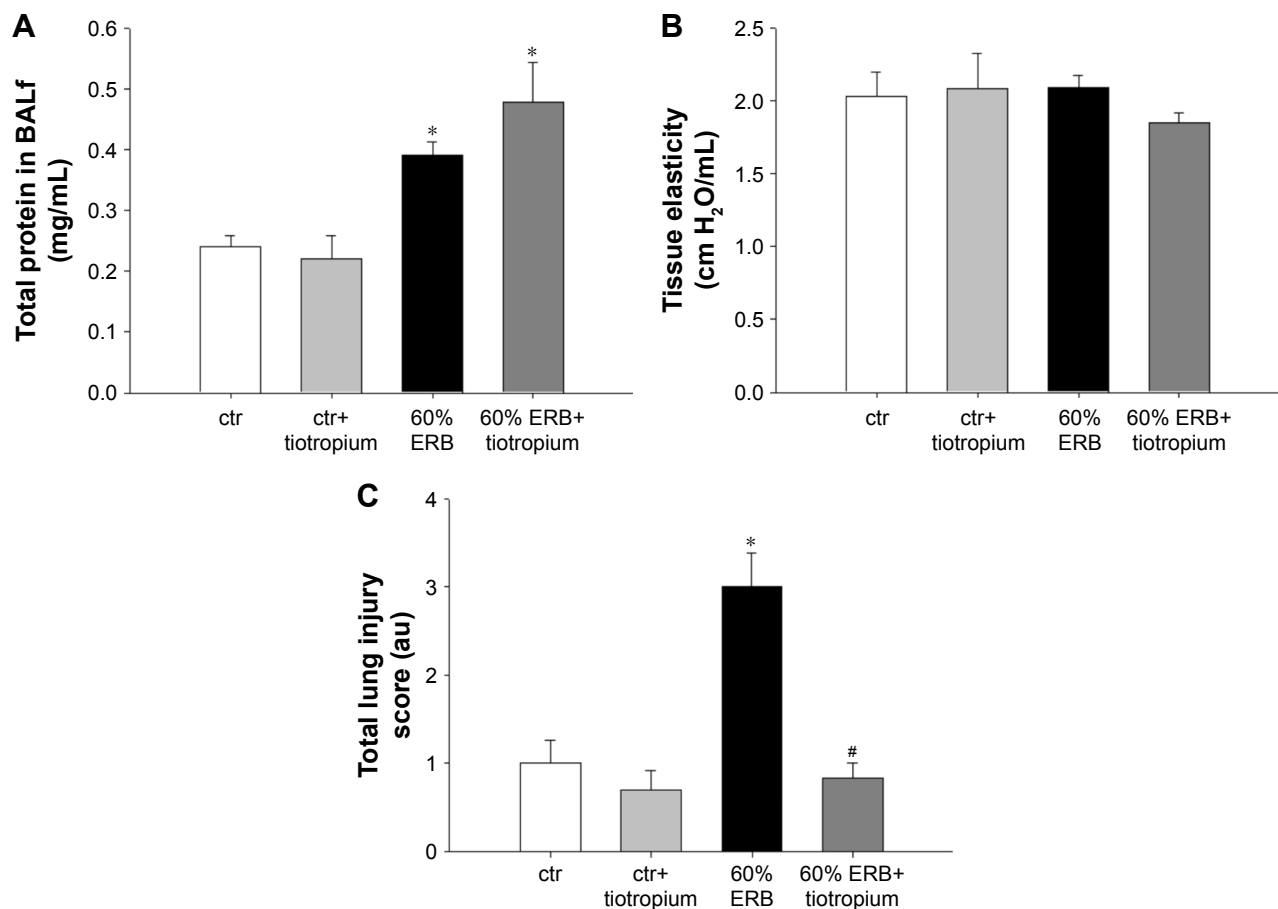 A
Total protein in BALf
(mg/mL)
0.6
0.5
0.4
0.3
0.2
0.1
0.0
*
*
ctr
ctr+
tiotropium
60%
ERB
60% ERB+
tiotropium
B
Tissue elasticity
(cm H₂O/mL)
2.5
2.0
1.5
1.0
0.5
0.0
ctr
ctr+
tiotropium
60%
ERB
60% ERB+
tiotropium
C
Total lung injury
score (au)
4
3
2
1
0
*
#
ctr
ctr+
tiotropium
60%
ERB
60% ERB+
tiotropium